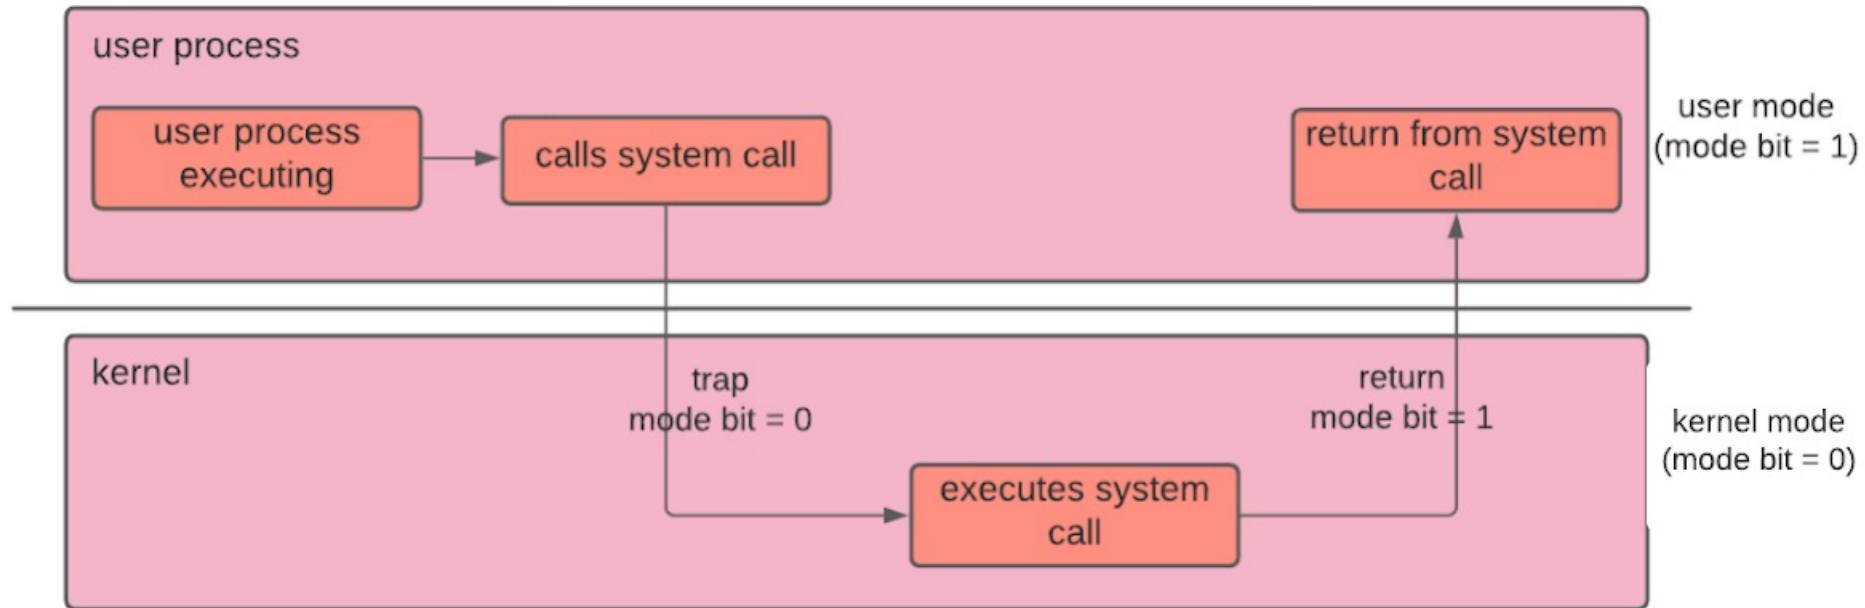 user process
user process
executing
calls system call
return from system
call
user mode
(mode bit = 1)
kernel
trap
mode bit = 0
return
mode bit = 1
executes system
call
kernel mode
(mode bit = 0)